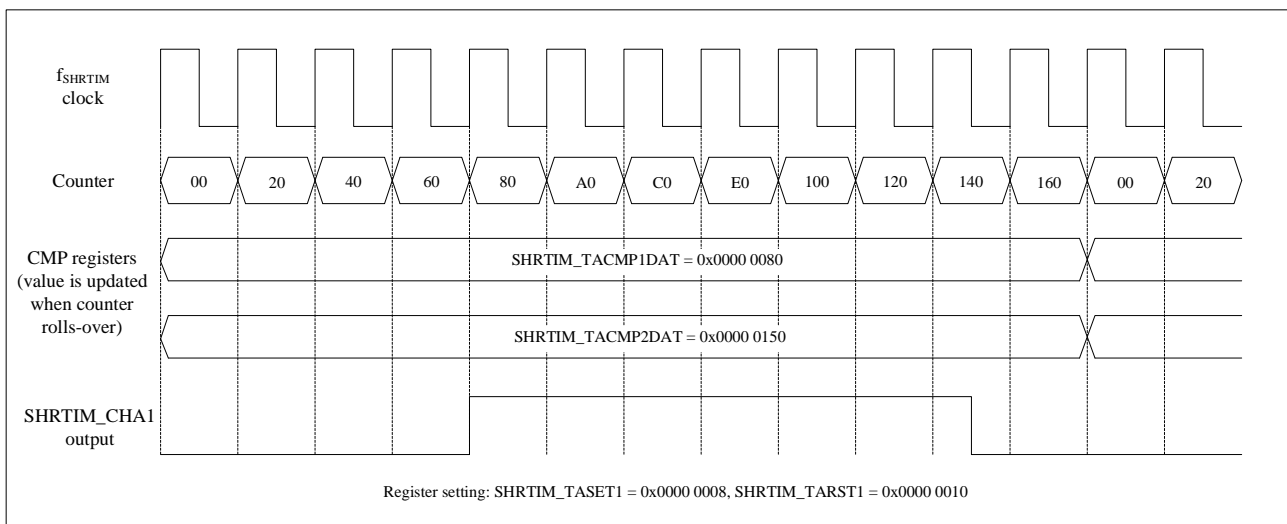 fSHRTIM
clock
Counter
00 20 40 60 80 A0 C0 E0 100 120 140 160 00 20
CMP registers
(value is updated
when counter
rolls-over)
SHRTIM_TACMP1DAT = 0x0000 0080
SHRTIM_TACMP2DAT = 0x0000 0150
SHRTIM_CHA1
output
Register setting: SHRTIM_TASET1 = 0x0000 0008, SHRTIM_TARST1 = 0x0000 0010